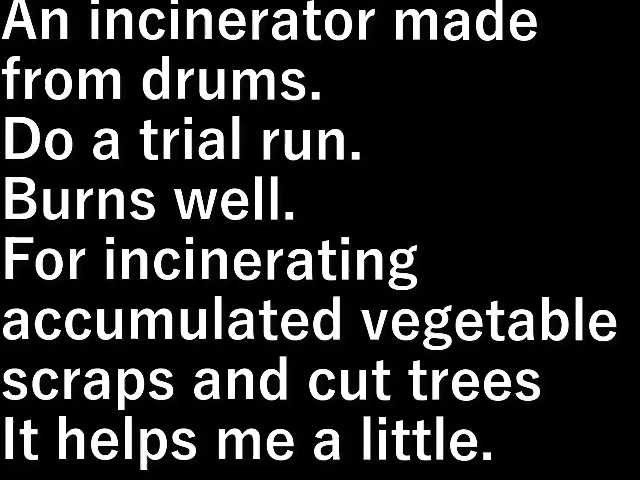 An incinerator made
from drums.
Do a trial run.
Burns well.
For incinerating
accumulated vegetable
scraps and cut trees
It helps me a little.